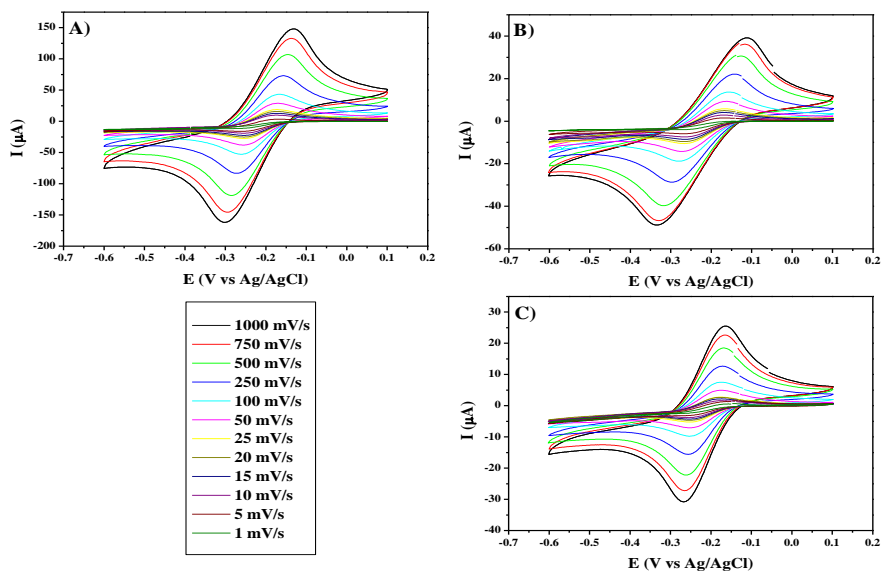 A)
150
100
50
0
-50
-100
-150
-200
I (µA)
-0.7 -0.6 -0.5 -0.4 -0.3 -0.2 -0.1 0.0 0.1 0.2
E (V vs Ag/AgCl)
B)
40
20
0
-20
-40
-60
I (µA)
-0.7 -0.6 -0.5 -0.4 -0.3 -0.2 -0.1 0.0 0.1 0.2
E (V vs Ag/AgCl)
1000 mV/s
750 mV/s
500 mV/s
250 mV/s
100 mV/s
50 mV/s
25 mV/s
20 mV/s
15 mV/s
10 mV/s
5 mV/s
1 mV/s
C)
30
20
10
0
-10
-20
-30
-40
I (µA)
-0.7 -0.6 -0.5 -0.4 -0.3 -0.2 -0.1 0.0 0.1 0.2
E (V vs Ag/AgCl)